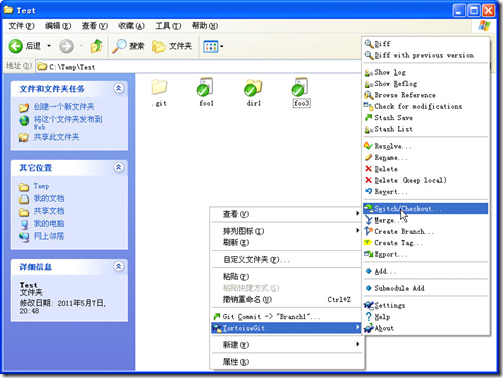 Test
文件(F) 编辑(E) 查看(V) 收藏(A) 工具(T) 帮助(H)
后退 搜索 文件夹
地址(D) C:\Temp\Test
文件和文件夹任务
创建一个新文件夹
将这个文件夹发布到
Web
共享此文件夹
其它位置
Temp
我的文档
共享文档
我的电脑
网上邻居
详细信息
Test
文件夹
修改日期: 2011年5月7日,
20:48
.git foo1 dir1 foo3
查看(V)
排列图标(I)
刷新(E)
自定义文件夹(F)...
粘贴(P)
粘贴快捷方式(S)
撤销重命名(U) Ctrl+Z
Git Commit -> "Branch1"...
TortoiseGit
新建(W)
属性(R)
Diff
Diff with previous version
Show log
Show Reflog
Browse Reference
Check for modifications
Stash Save
Stash List
Resolve...
Rename...
Delete
Delete (keep local)
Revert...
Switch/Checkout...
Merge...
Create Branch...
Create Tag...
Export...
Add...
Submodule Add
Settings
Help
About